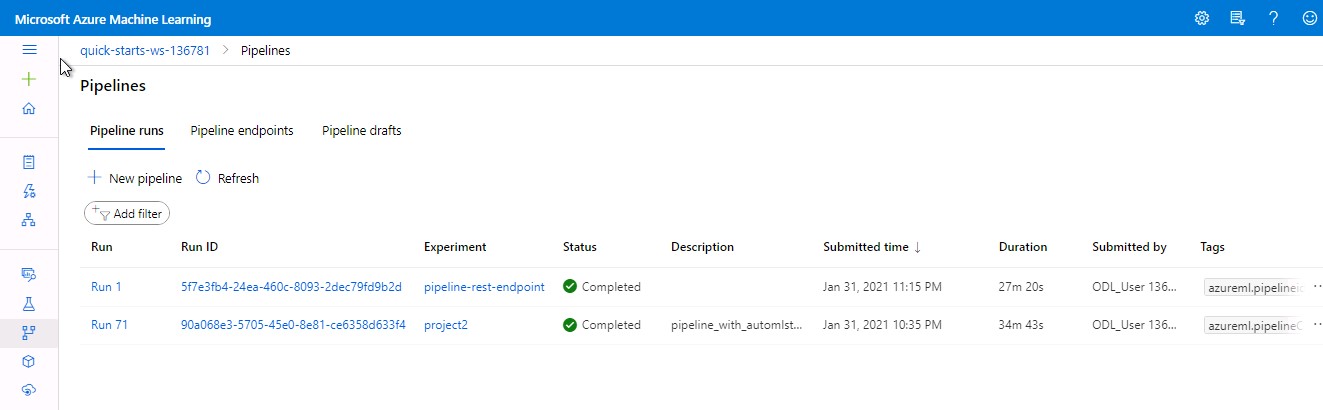 Microsoft Azure Machine Learning
quick-starts-ws-136781 > Pipelines
Pipelines
Pipeline runs Pipeline endpoints Pipeline drafts
New pipeline Refresh
Add filter
Run Run ID Experiment Status Description Submitted time ↓ Duration Submitted by Tags
Run 1 5f7e3fb4-24ea-460c-8093-2dec79fd9b2d pipeline-rest-endpoint Completed Jan 31, 2021 11:15 PM 27m 20s ODL_User 136... azureml.pipelineid ...
Run 71 90a068e3-5705-45e0-8e81-ce6358d633f4 project2 Completed pipeline_with_automlst... Jan 31, 2021 10:35 PM 34m 43s ODL_User 136... azureml.pipelineC ...